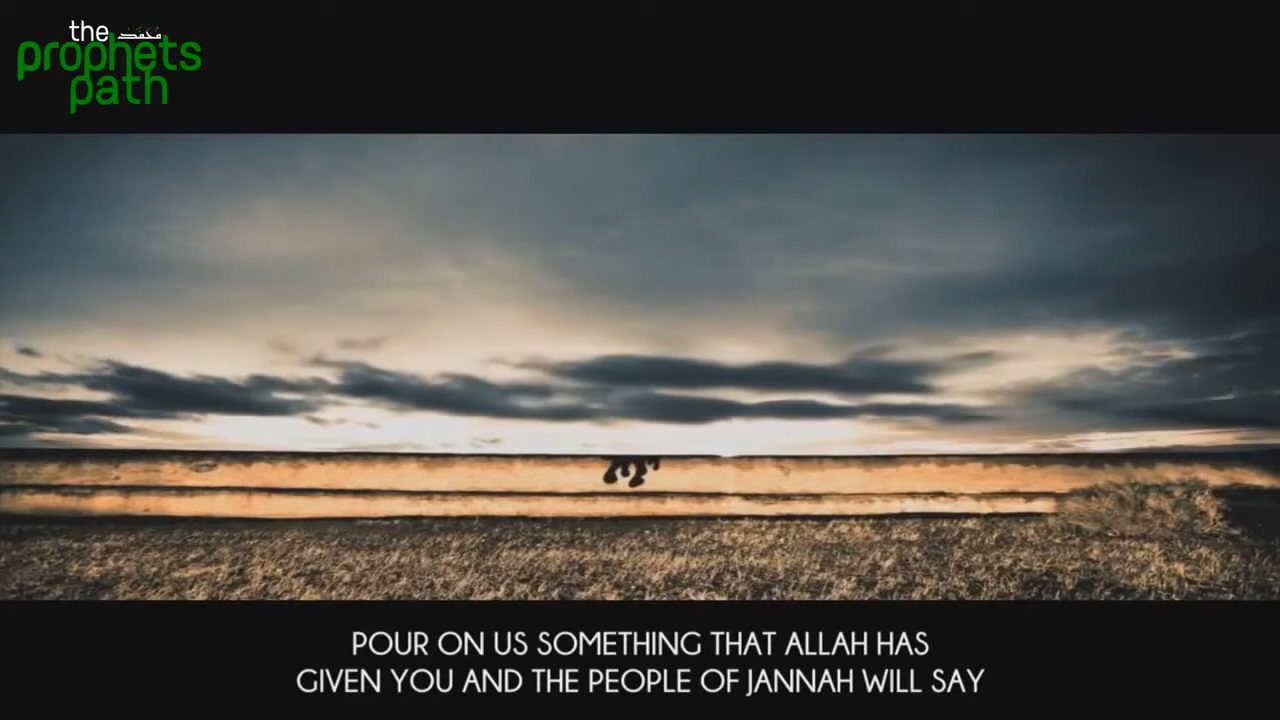 the مُحَمَّد
prophets
path
POUR ON US SOMETHING THAT ALLAH HAS
GIVEN YOU AND THE PEOPLE OF JANNAH WILL SAY